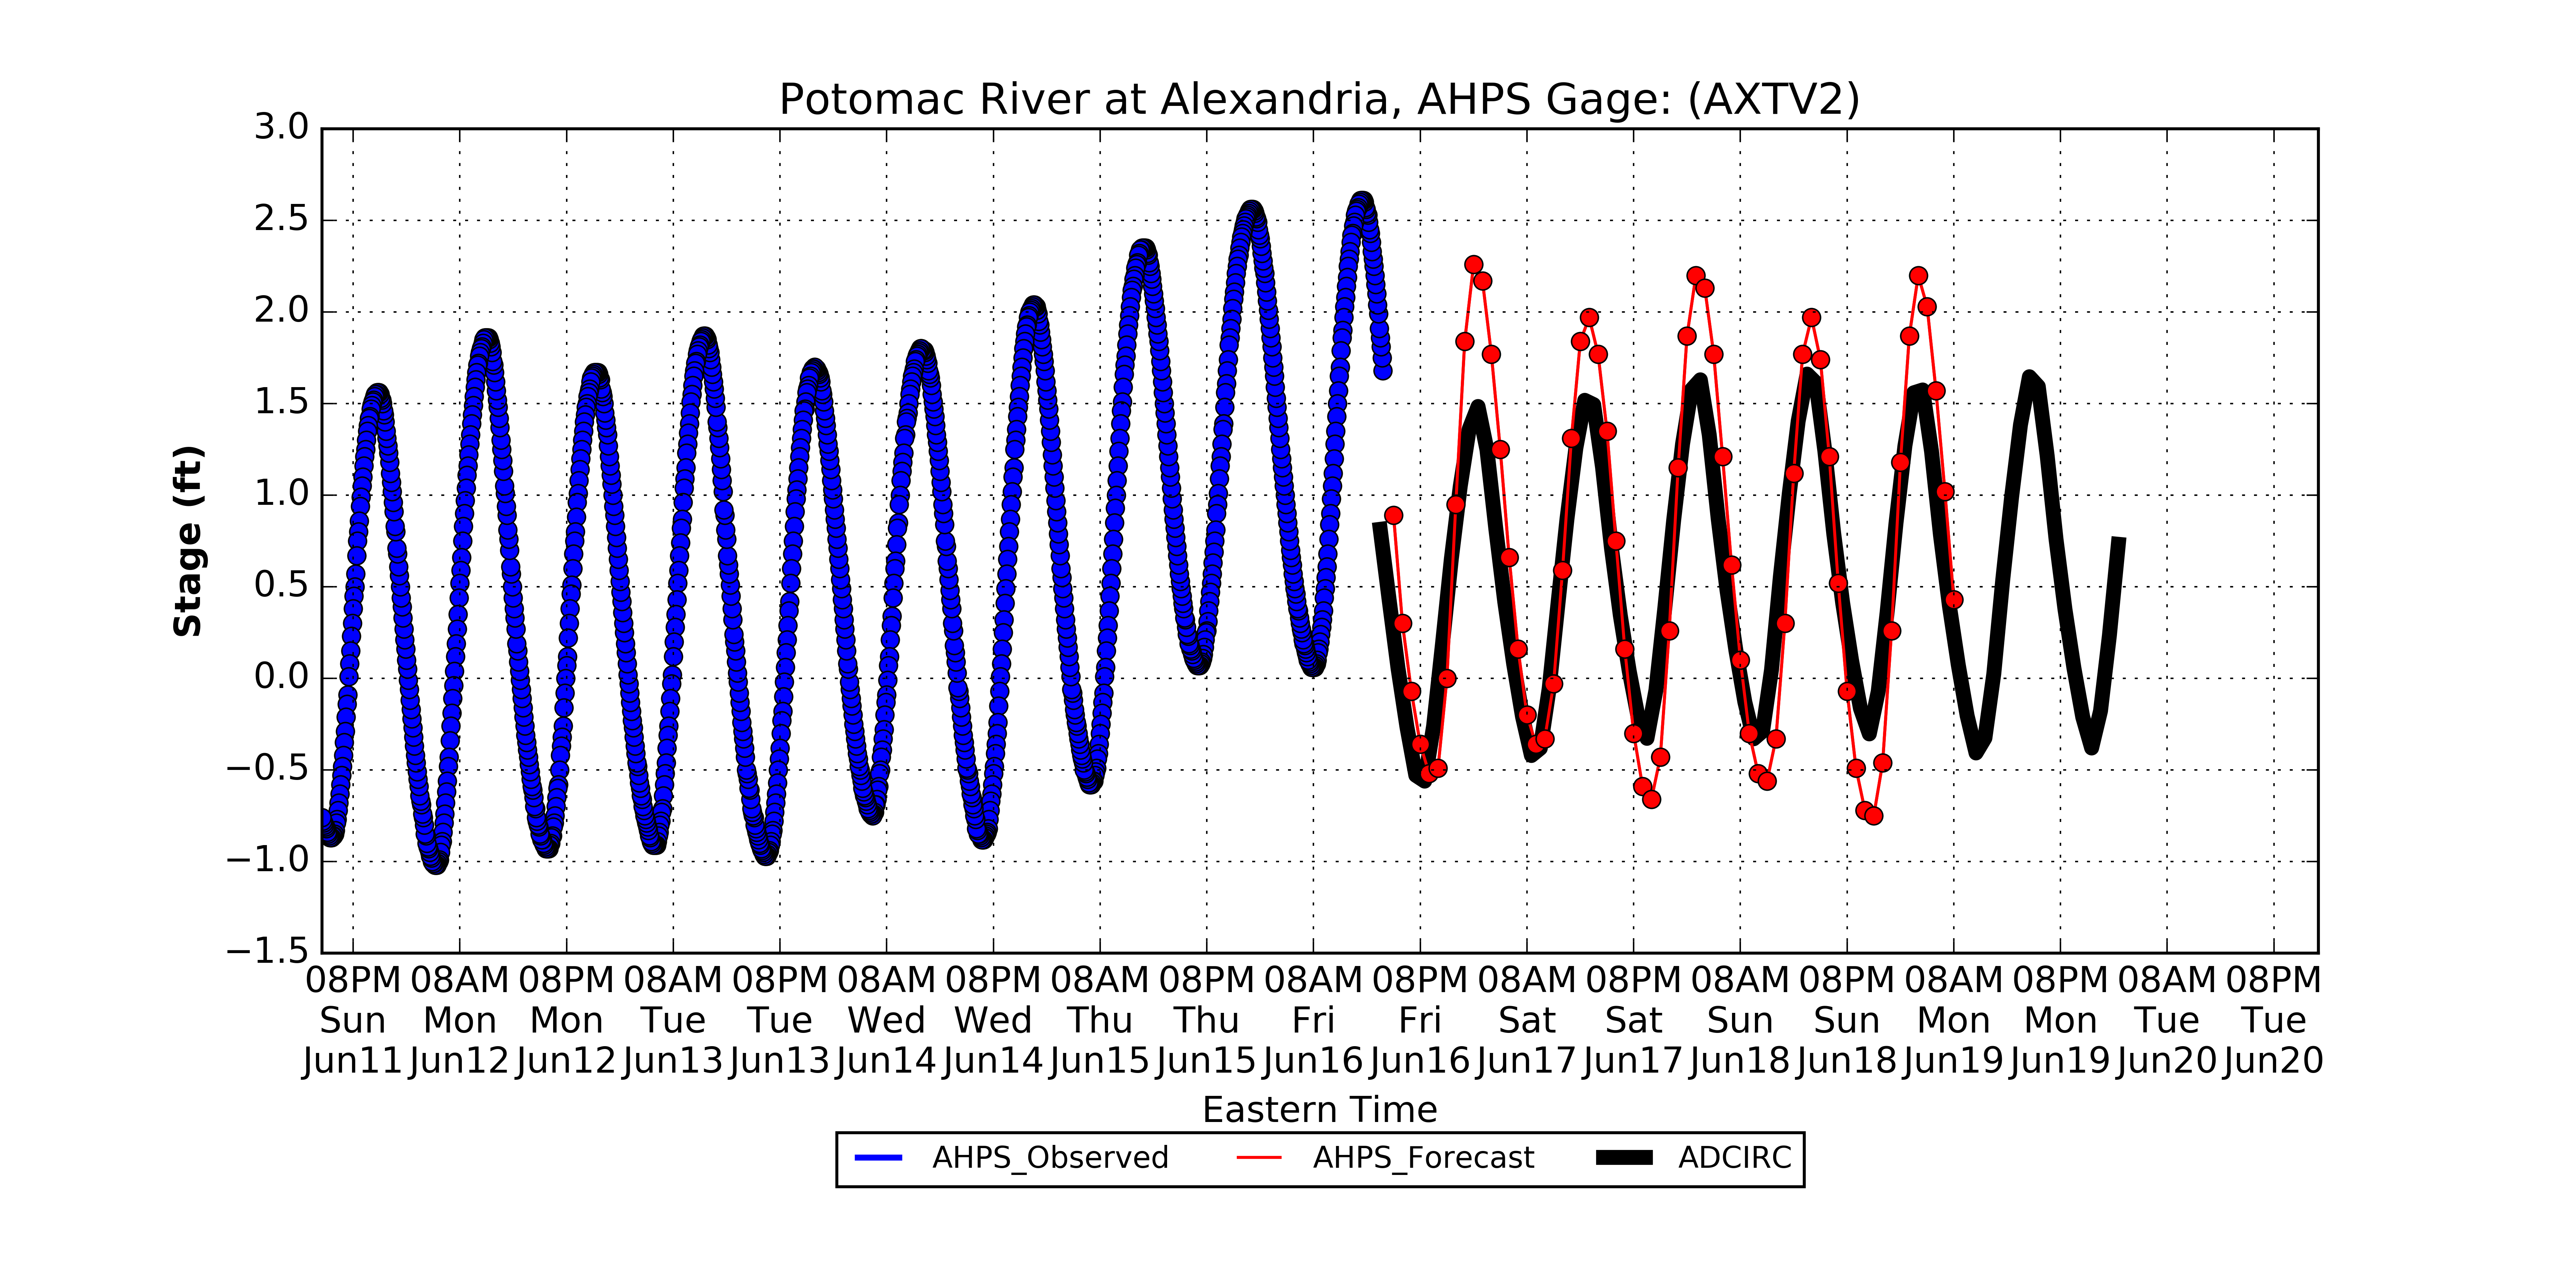 Potomac River at Alexandria, AHPS Gage: (AXTV2)
3.0
2.5
2.0
1.5
1.0
0.5
0.0
−0.5
−1.0
−1.5
Stage (ft)
08PM 08AM 08PM 08AM 08PM 08AM 08PM 08AM 08PM 08AM 08PM 08AM 08PM 08AM 08PM 08AM 08PM 08AM 08PM
Sun Mon Mon Tue Tue Wed Wed Thu Thu Fri Fri Sat Sat Sun Sun Mon Mon Tue Tue
Jun11 Jun12 Jun12 Jun13 Jun13 Jun14 Jun14 Jun15 Jun15 Jun16 Jun16 Jun17 Jun17 Jun18 Jun18 Jun19 Jun19 Jun20 Jun20
Eastern Time
AHPS_Observed AHPS_Forecast ADCIRC